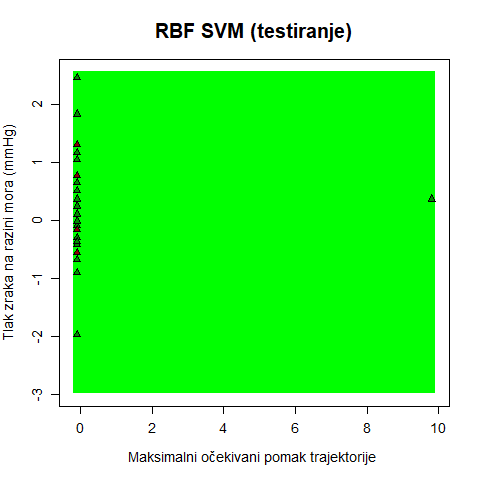 RBF SVM (testiranje)
Tlak zraka na razini mora (mmHg)
2
1
0
-1
-2
-3
0 2 4 6 8 10
Maksimalni očekivani pomak trajektorije